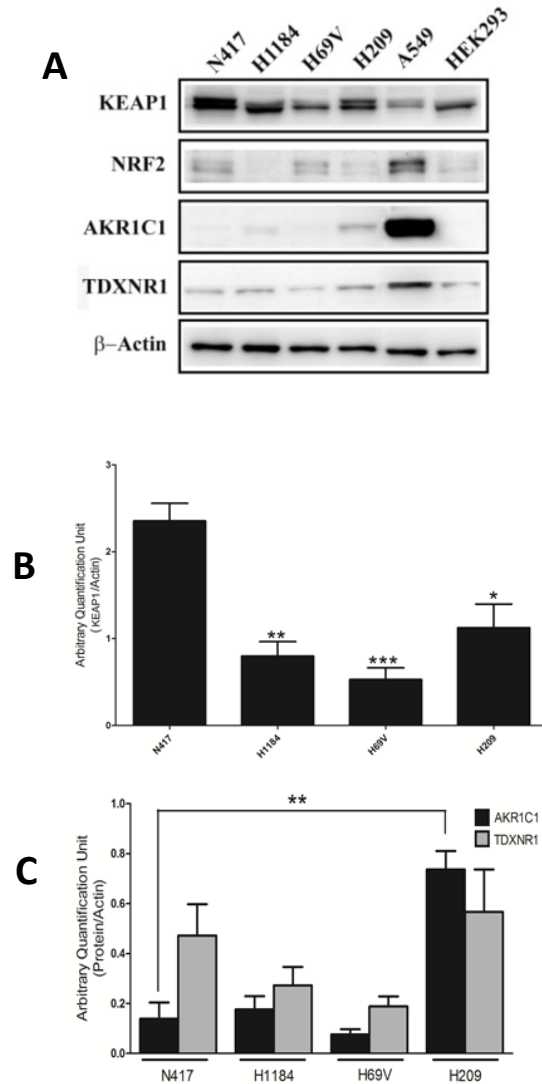 A
N417 H1184 H69V H209 A549 HEK293
KEAP1
NRF2
AKR1C1
TDXNR1
β–Actin
B
Arbitrary Quantification Unit
(KEAP1/Actin)
3
2
1
0
**
***
*
N417 H1184 H69V H209
C
Arbitrary Quantification Unit
(Protein/Actin)
1.0
0.8
0.6
0.4
0.2
0.0
**
AKR1C1
TDXNR1
N417 H1184 H69V H209